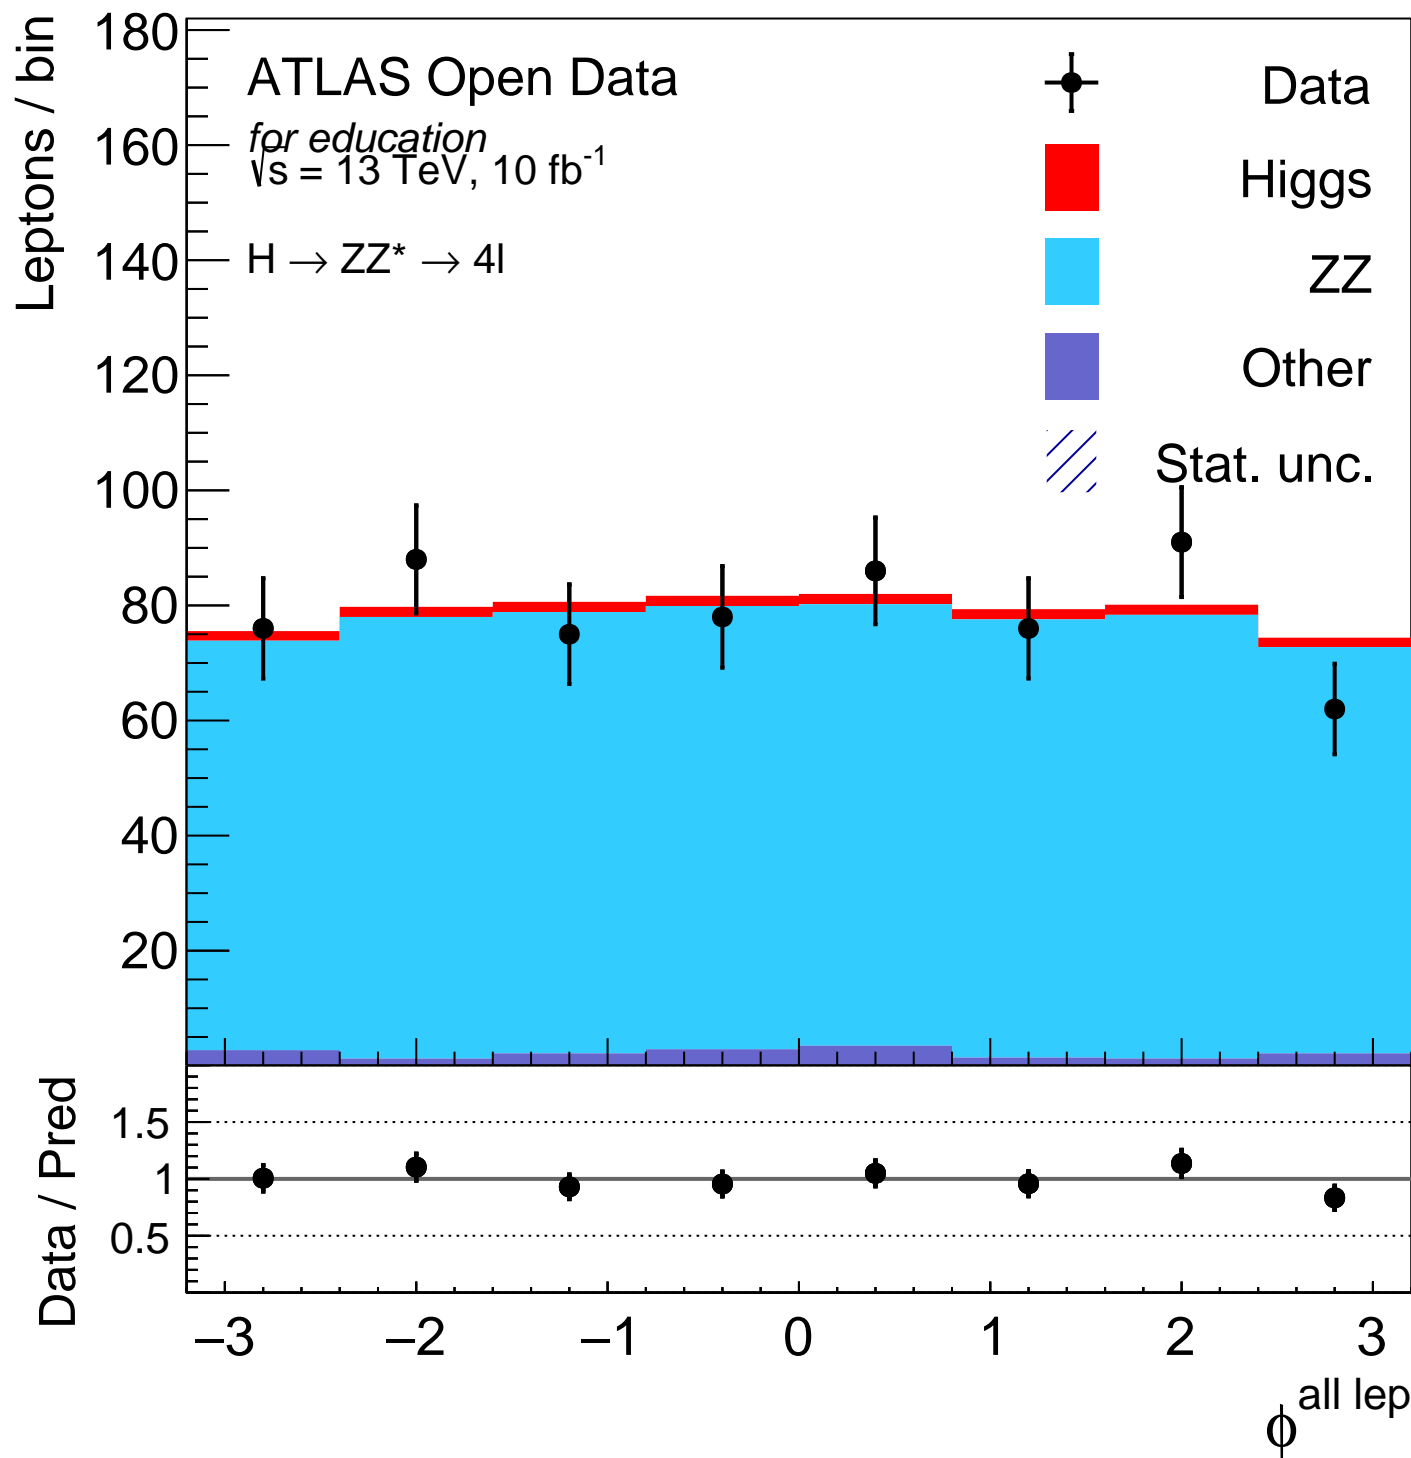 Leptons / bin
180
160
140
120
100
80
60
40
20
ATLAS Open Data
for education
√s = 13 TeV, 10 fb⁻¹
H → ZZ* → 4l
Data
Higgs
ZZ
Other
Stat. unc.
Data / Pred
1.5
1
0.5
−3 −2 −1 0 1 2 3
ϕ^all lep